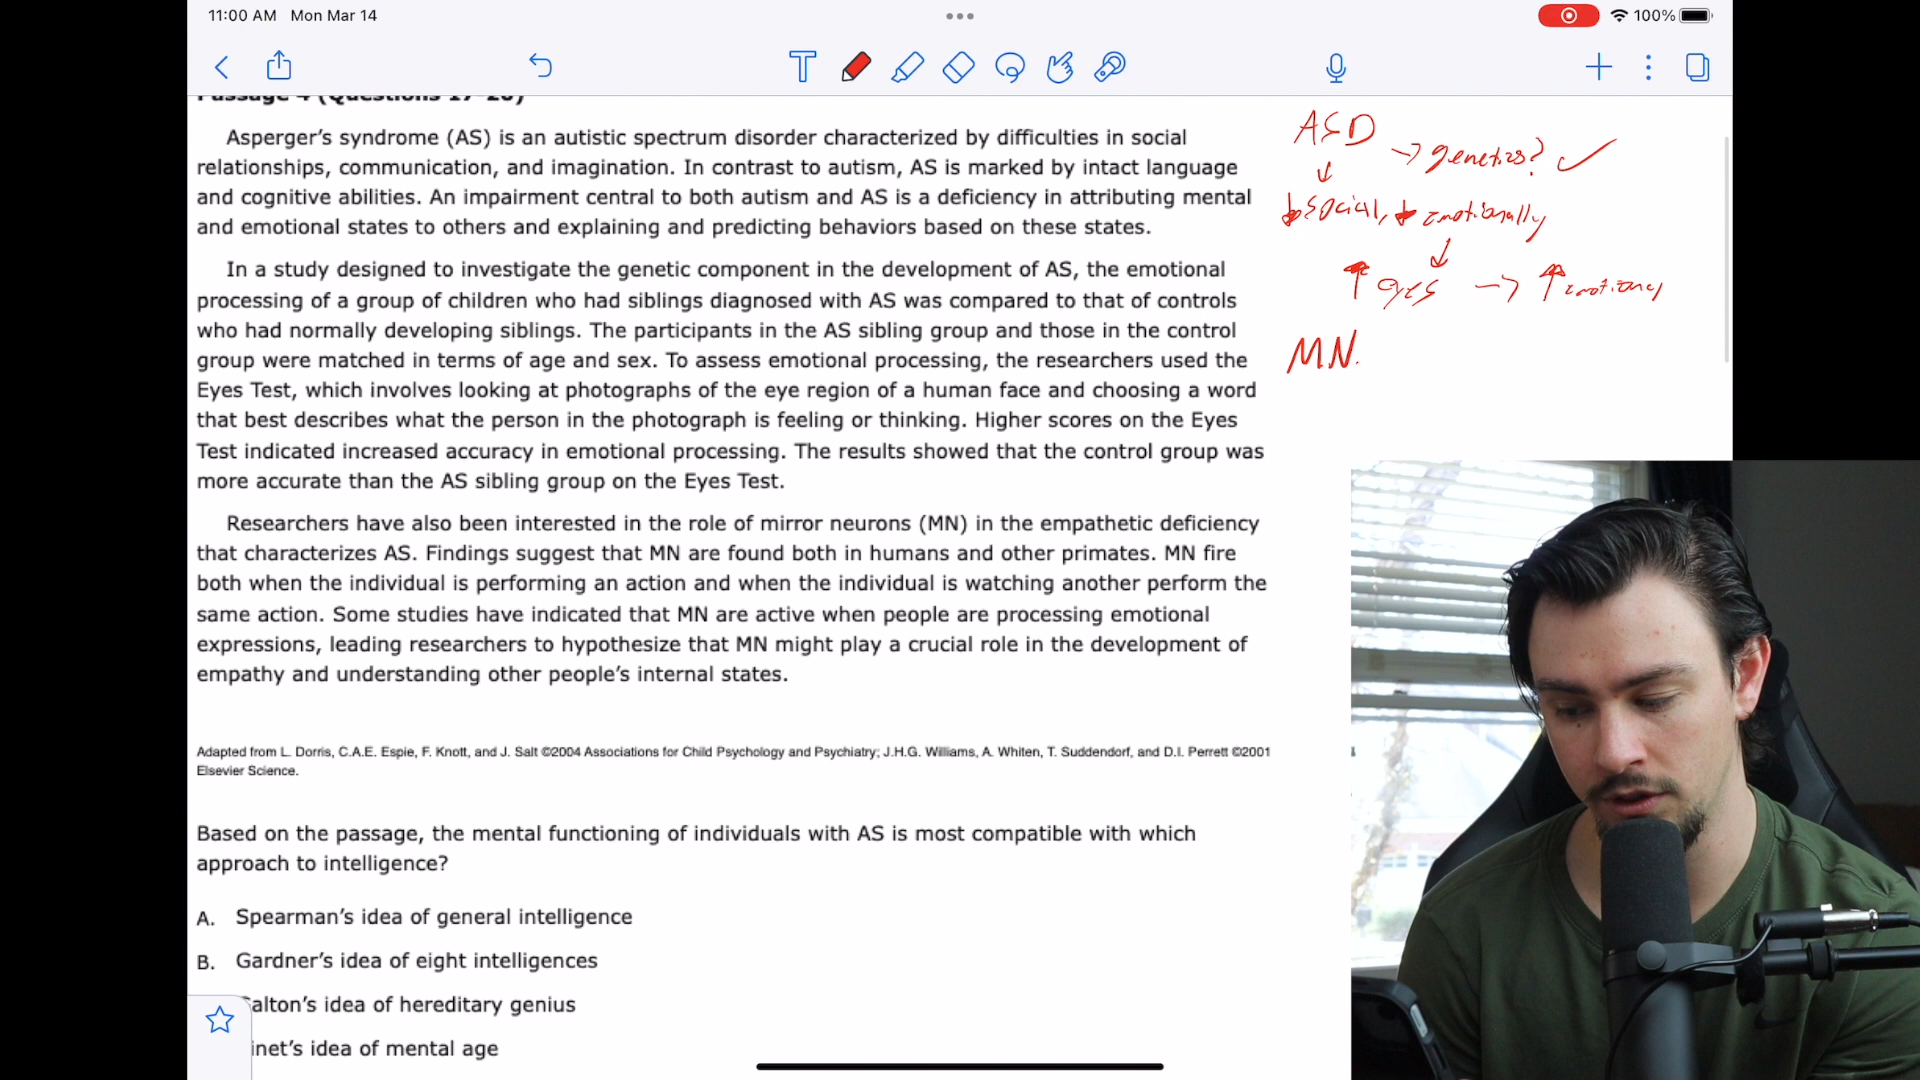 11:00 AM Mon Mar 14
100%
Passage 4 (Questions 17-20)
Asperger’s syndrome (AS) is an autistic spectrum disorder characterized by difficulties in social
relationships, communication, and imagination. In contrast to autism, AS is marked by intact language
and cognitive abilities. An impairment central to both autism and AS is a deficiency in attributing mental
and emotional states to others and explaining and predicting behaviors based on these states.
In a study designed to investigate the genetic component in the development of AS, the emotional
processing of a group of children who had siblings diagnosed with AS was compared to that of controls
who had normally developing siblings. The participants in the AS sibling group and those in the control
group were matched in terms of age and sex. To assess emotional processing, the researchers used the
Eyes Test, which involves looking at photographs of the eye region of a human face and choosing a word
that best describes what the person in the photograph is feeling or thinking. Higher scores on the Eyes
Test indicated increased accuracy in emotional processing. The results showed that the control group was
more accurate than the AS sibling group on the Eyes Test.
Researchers have also been interested in the role of mirror neurons (MN) in the empathetic deficiency
that characterizes AS. Findings suggest that MN are found both in humans and other primates. MN fire
both when the individual is performing an action and when the individual is watching another perform the
same action. Some studies have indicated that MN are active when people are processing emotional
expressions, leading researchers to hypothesize that MN might play a crucial role in the development of
empathy and understanding other people’s internal states.
Adapted from L. Dorris, C.A.E. Espie, F. Knott, and J. Salt ©2004 Associations for Child Psychology and Psychiatry; J.H.G. Williams, A. Whiten, T. Suddendorf, and D.I. Perrett ©2001
Elsevier Science.
Based on the passage, the mental functioning of individuals with AS is most compatible with which
approach to intelligence?
A. Spearman’s idea of general intelligence
B. Gardner’s idea of eight intelligences
alton’s idea of hereditary genius
inet’s idea of mental age
ASD
→ genetics? ✓
↓
↓ social, ↓ emotionally
↓
↑ eyes → ↑
MN.